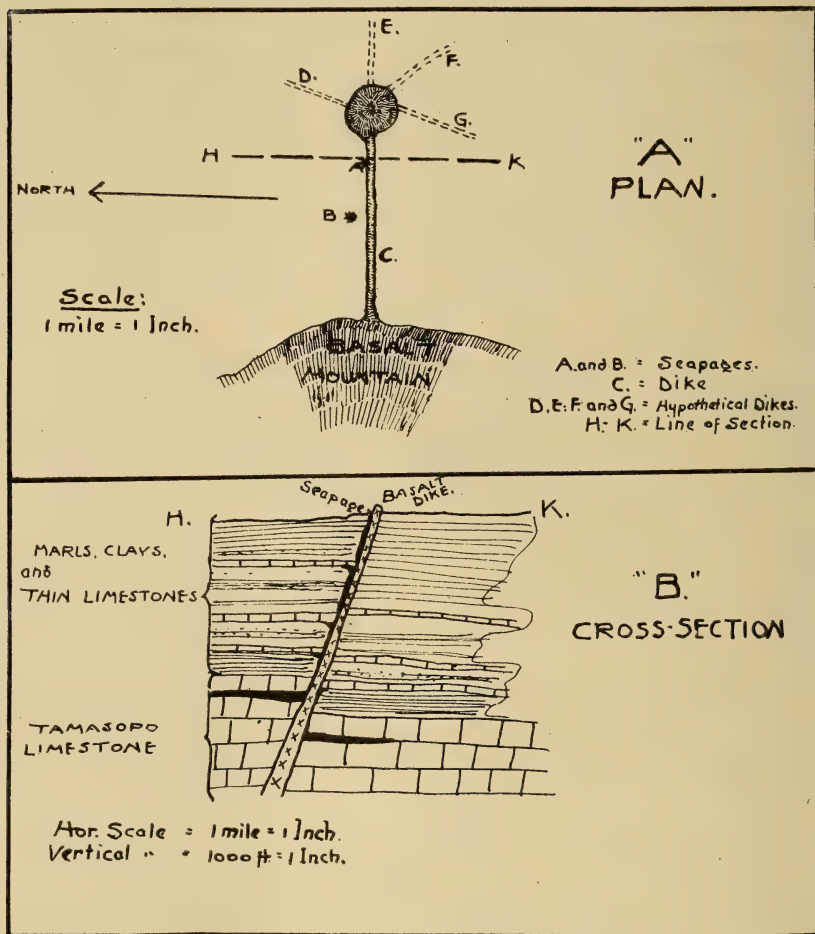 E.
D.
F.
G.
H
K
A
"A"
PLAN.
NORTH
B
C.
Scale:
1 mile = 1 Inch.
BASALT
MOUNTAIN
A. and B. = Seepages.
C. = Dike
D, E, F. and G. = Hypothetical Dikes.
H-K. = Line of Section.
Seepage
BASALT
DIKE.
H.
K.
MARLS, CLAYS,
and
THIN LIMESTONES
"B."
CROSS-SECTION
TAMASOPO
LIMESTONE
Hor. Scale = 1 mile = 1 Inch.
Vertical " = 1000 ft = 1 Inch.